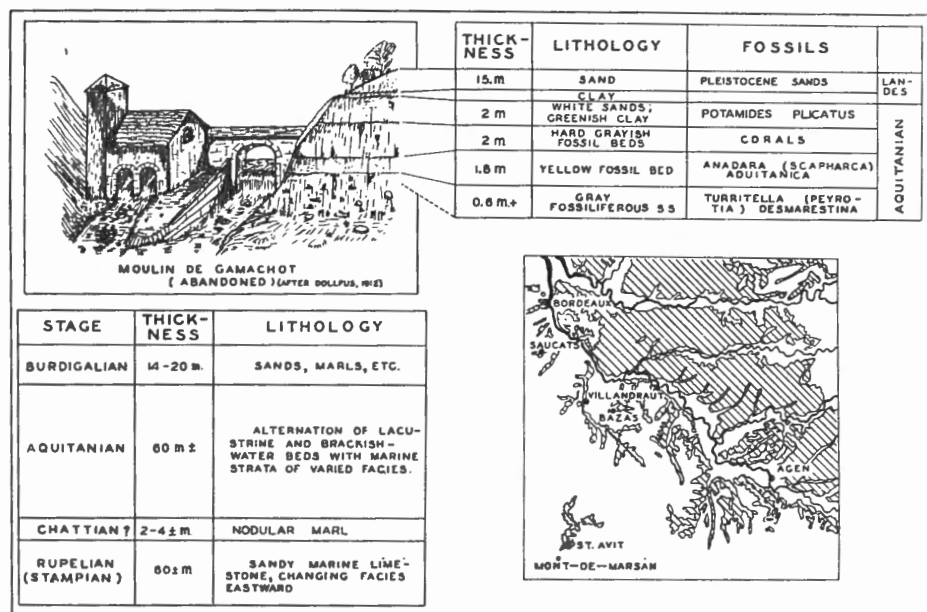 THICK-NESS LITHOLOGY FOSSILS
15. m SAND PLEISTOCENE SANDS LAN-DES
CLAY
2 m WHITE SANDS; GREENISH CLAY POTAMIDES PLICATUS AQUITANIAN
2 m HARD GRAYISH FOSSIL BEDS CORALS
1.8 m YELLOW FOSSIL BED ANADARA (SCAPHARCA) ADUITANICA
0.6 m.+ GRAY FOSSILIFEROUS SS TURRITELLA (PEYRO-TIA) DESMARESTINA
MOULIN DE GAMACHOT
(ABANDONED) (AFTER DOLLFUS, 1912)
STAGE THICK-NESS LITHOLOGY
BURDIGALIAN 14-20 m. SANDS, MARLS, ETC.
AQUITANIAN 60 m ± ALTERNATION OF LACU-
STRINE AND BRACKISH-
WATER BEDS WITH MARINE
STRATA OF VARIED FACIES.
CHATTIAN? 2-4± m NODULAR MARL
RUPELIAN (STAMPIAN) 60± m SANDY MARINE LIME-
STONE, CHANGING FACIES
EASTWARD
BORDEAUX
SAUCATS
VILLANDRAUT
BAZAS
AGEN
ST. AVIT
MONT-DE-MARSAN